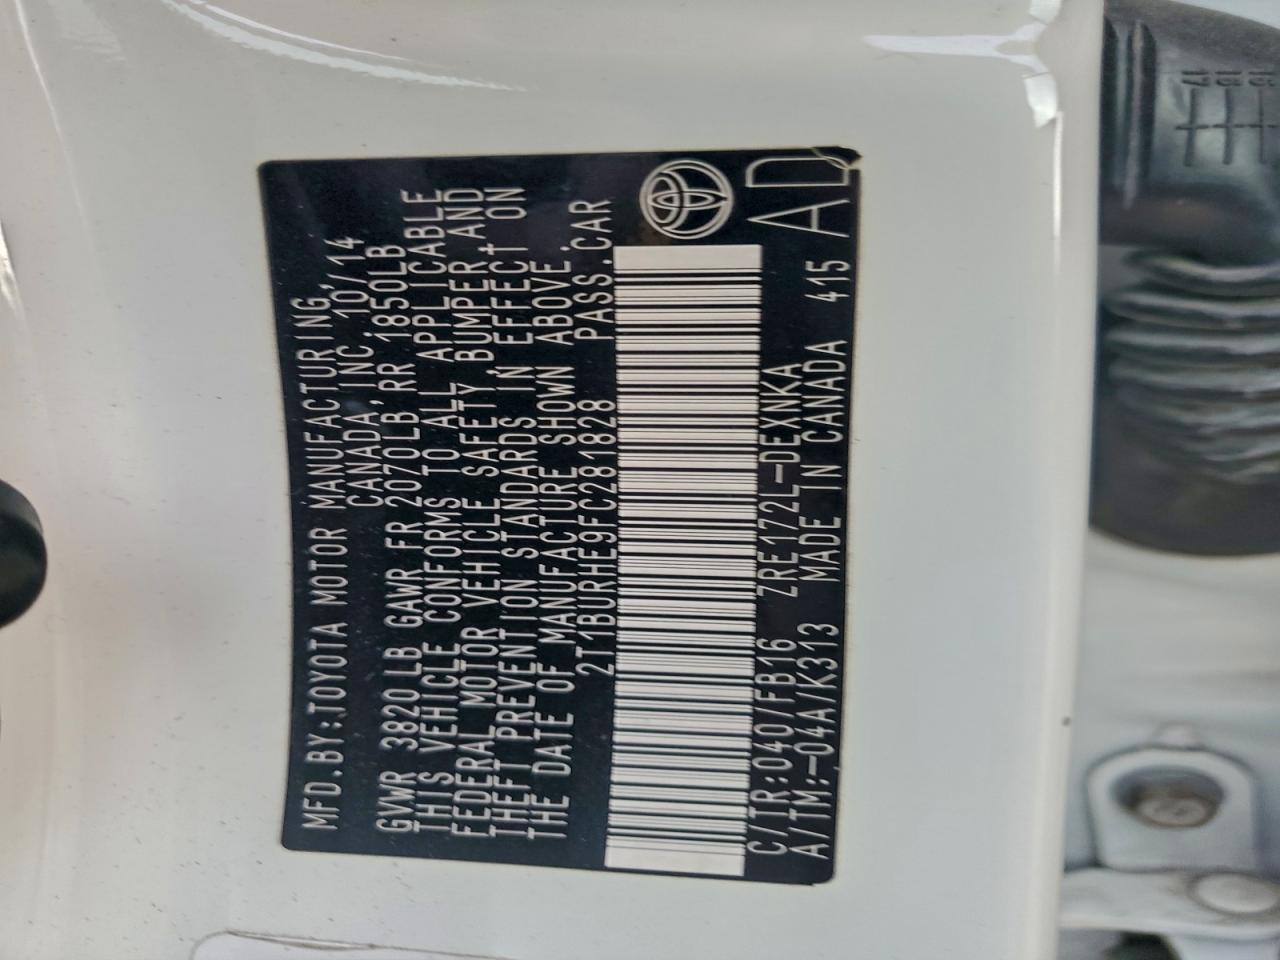 MFD.BY:TOYOTA MOTOR MANUFACTURING,
CANADA,INC. 10/14
GVWR 3820 LB GAWR FR 2070LB,RR 1850LB
THIS VEHICLE CONFORMS TO ALL APPLICABLE
FEDERAL MOTOR VEHICLE SAFETY, BUMPER, AND
THEFT PREVENTION STANDARDS IN EFFECT ON
THE DATE OF MANUFACTURE SHOWN ABOVE.
2T1BURHE9FC281828 PASS.CAR
C/TR:040/FB16 ZRE172L-DEXNKA
A/TM:-04A/K313 MADE IN CANADA 415
AD